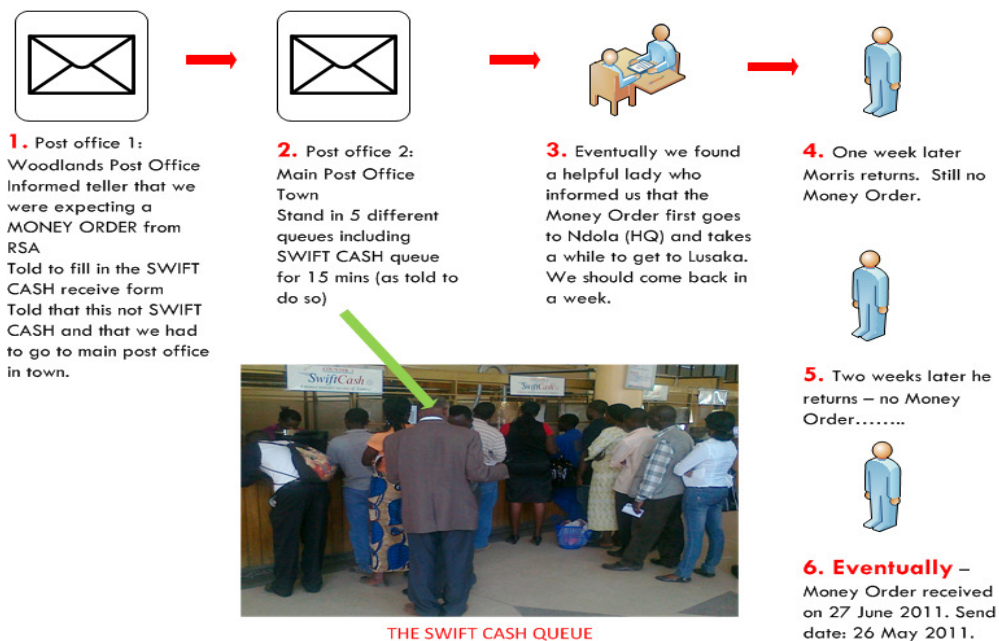 1. Post office 1:
Woodlands Post Office
Informed teller that we
were expecting a
MONEY ORDER from
RSA
Told to fill in the SWIFT
CASH receive form
Told that this not SWIFT
CASH and that we had
to go to main post office
in town.
2. Post office 2:
Main Post Office
Town
Stand in 5 different
queues including
SWIFT CASH queue
for 15 mins (as told to
do so)
3. Eventually we found
a helpful lady who
informed us that the
Money Order first goes
to Ndola (HQ) and takes
a while to get to Lusaka.
We should come back in
a week.
4. One week later
Morris returns. Still no
Money Order.
5. Two weeks later he
returns – no Money
Order……..
6. Eventually –
Money Order received
on 27 June 2011. Send
date: 26 May 2011.
SwiftCash
SwiftCash
THE SWIFT CASH QUEUE